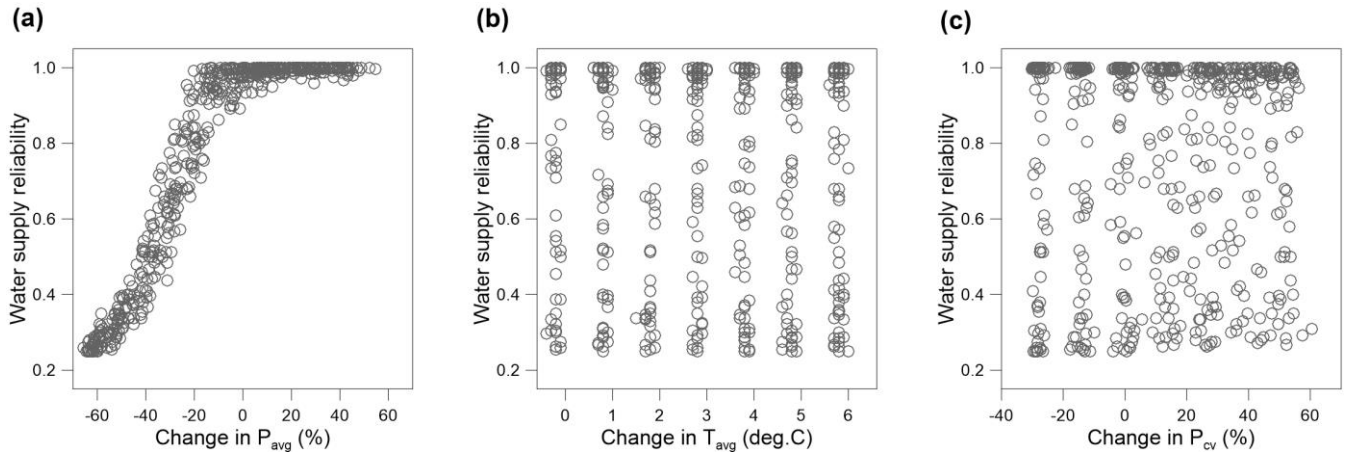 (a)
Water supply reliability
1.0
0.8
0.6
0.4
0.2
-60 -40 -20 0 20 40 60
Change in Pavg (%)
(b)
Water supply reliability
1.0
0.8
0.6
0.4
0.2
0 1 2 3 4 5 6
Change in Tavg (deg.C)
(c)
Water supply reliability
1.0
0.8
0.6
0.4
0.2
-40 -20 0 20 40 60
Change in Pcv (%)